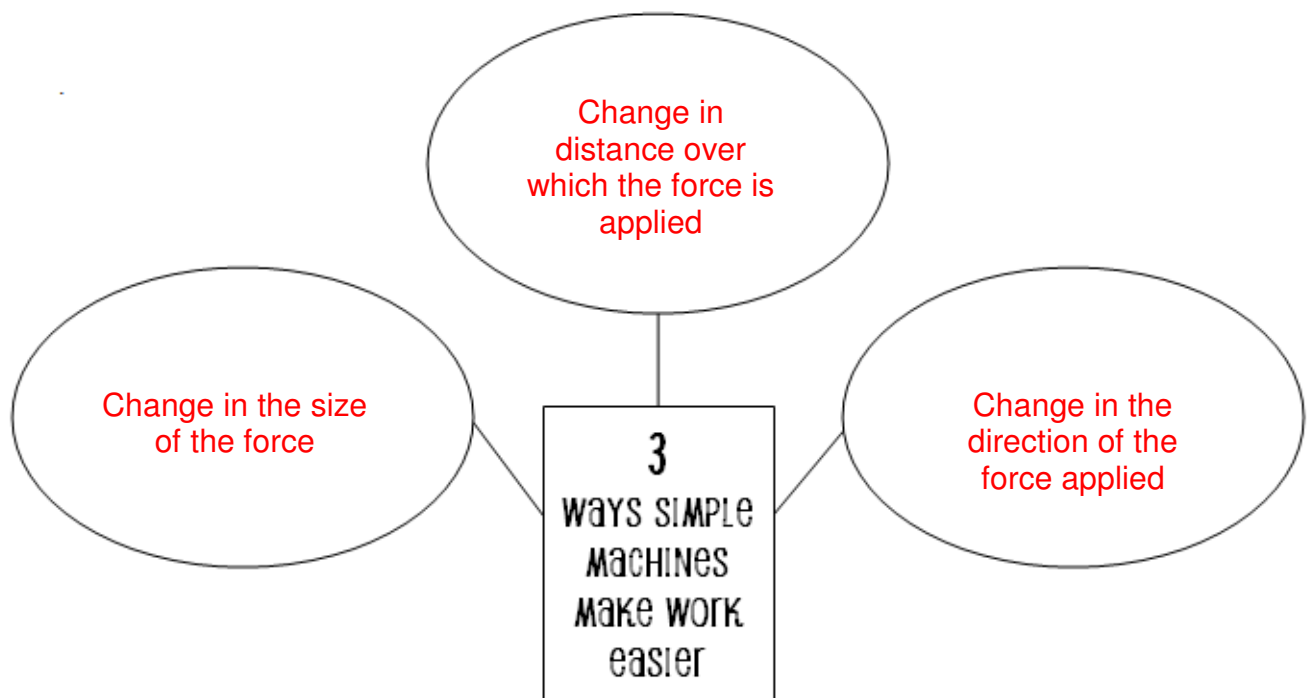 Change in
distance over
which the force is
applied
Change in the size
of the force
Change in the
direction of the
force applied
3
ways simple
machines
make work
easier